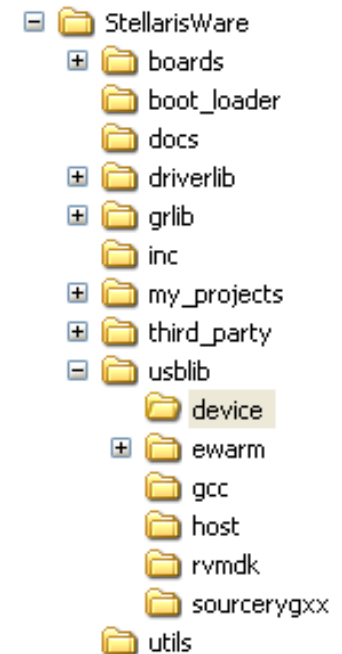 StellarisWare
boards
boot_loader
docs
driverlib
grlib
inc
my_projects
third_party
usblib
device
ewarm
gcc
host
rvmdk
sourcerygxx
utils